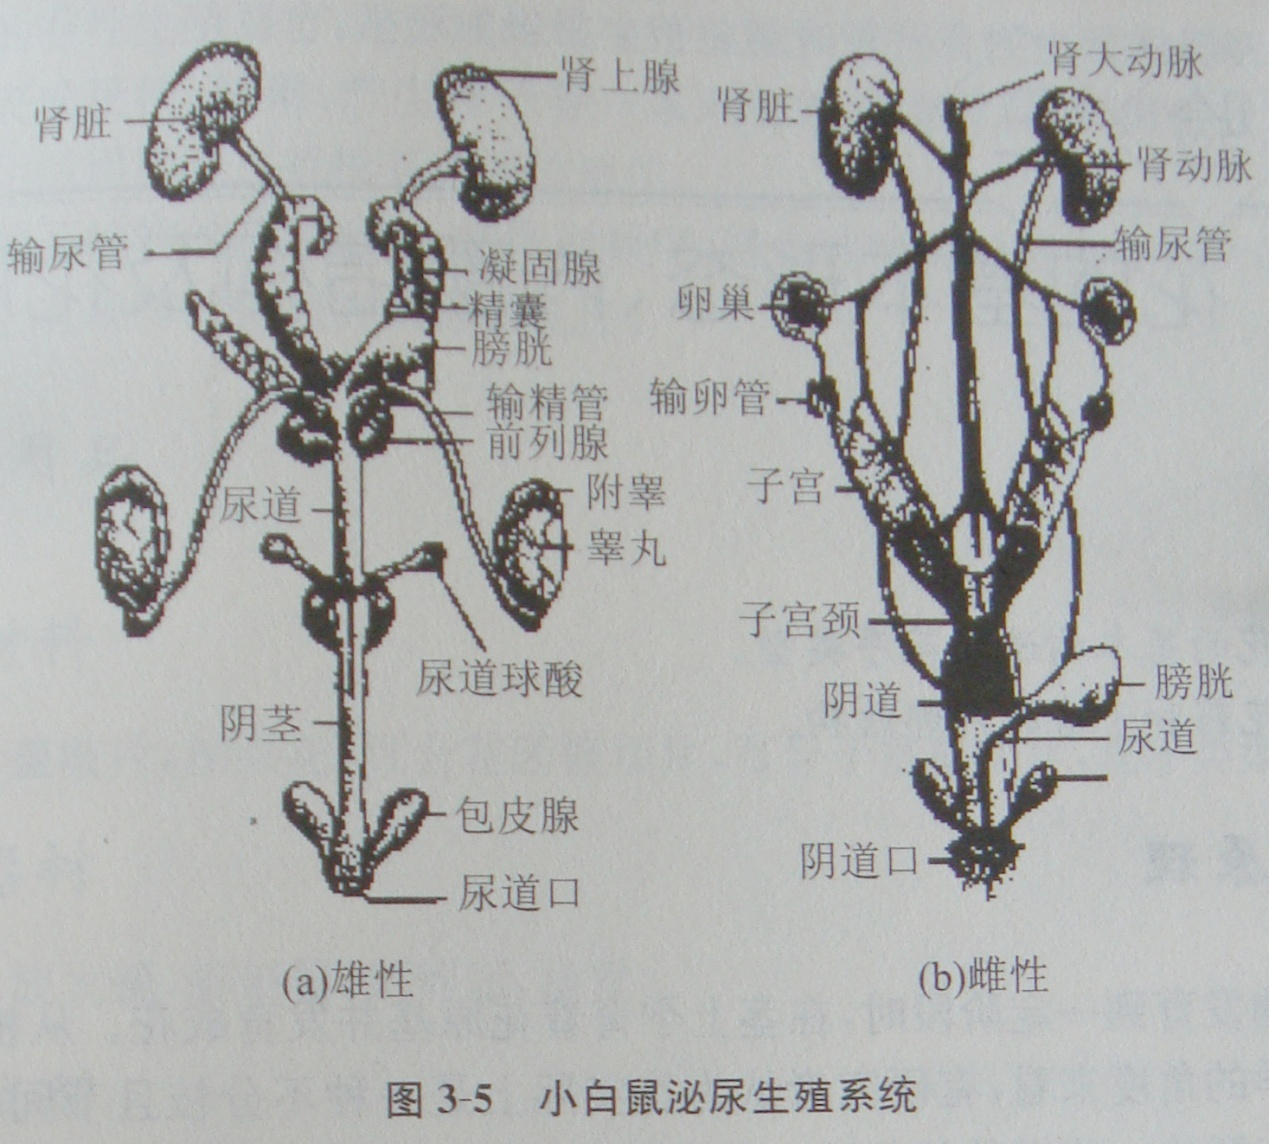 肾上腺
肾脏
输尿管
凝固腺
精囊
膀胱
输精管
前列腺
附睾
尿道
睾丸
尿道球酸
阴茎
包皮腺
尿道口
(a)雄性
肾大动脉
肾脏
肾动脉
输尿管
卵巢
输卵管
子宫
子宫颈
膀胱
阴道
尿道
阴道口
(b)雌性
图 3-5 小白鼠泌尿生殖系统